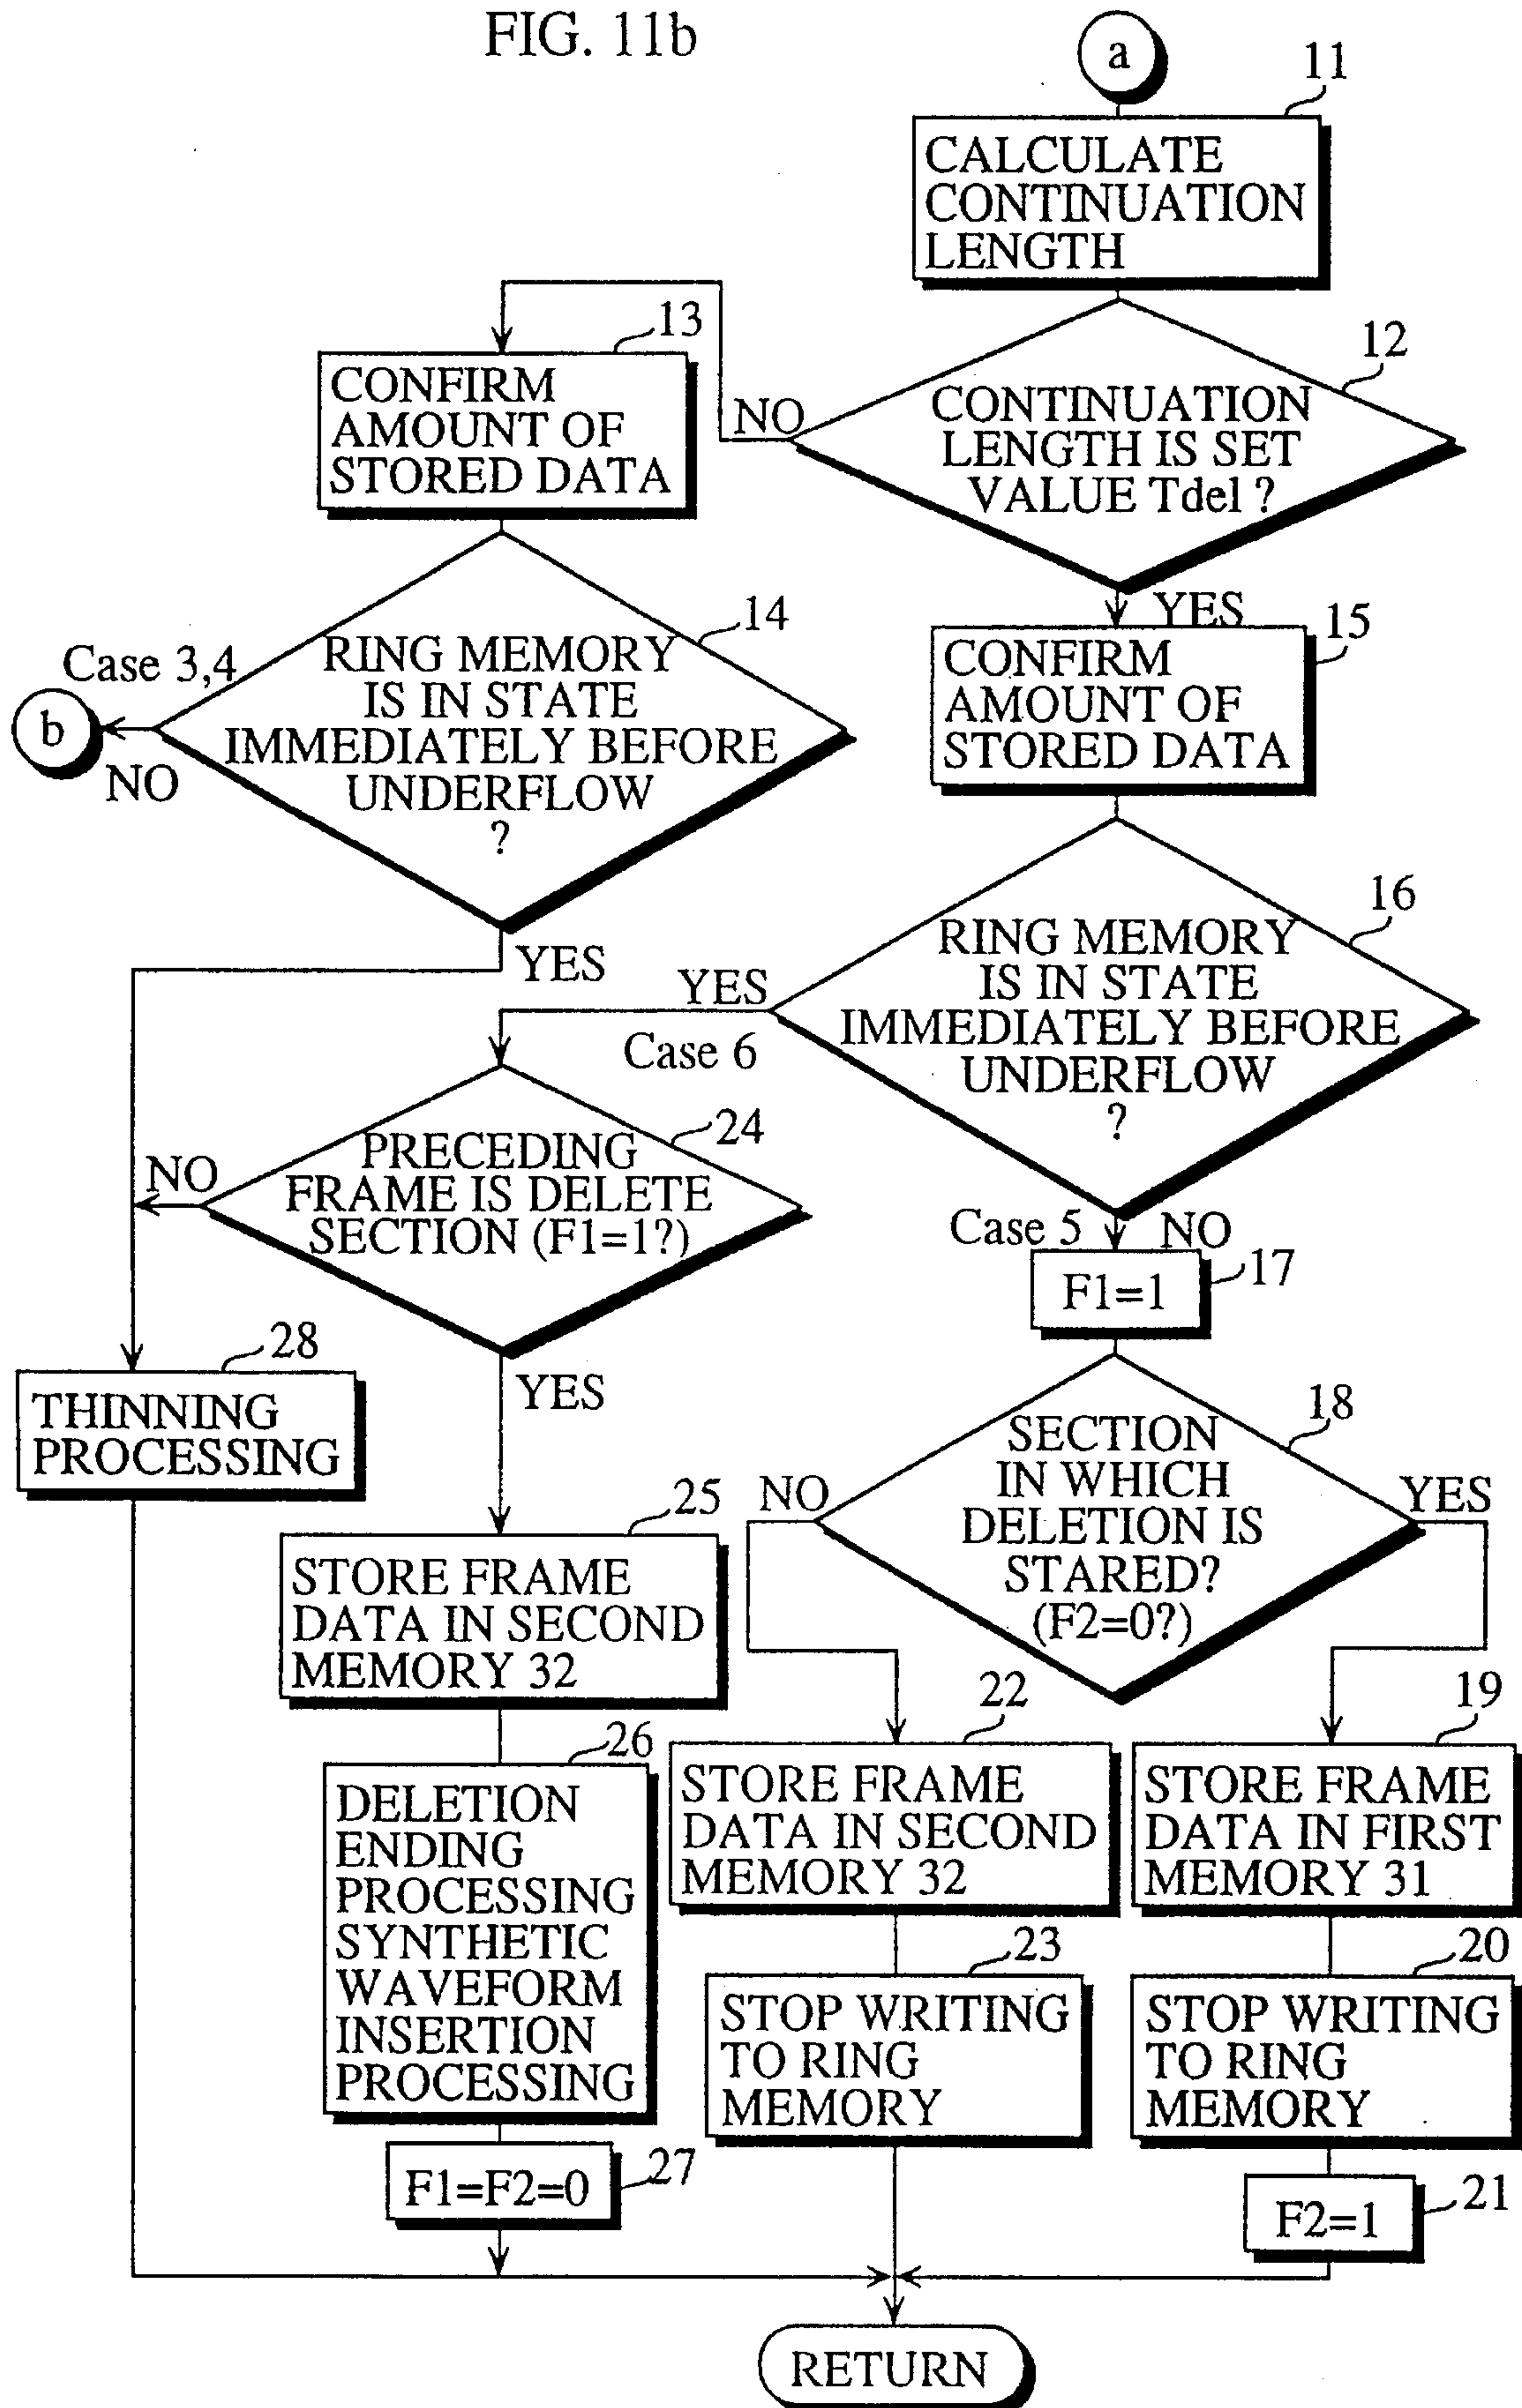 FIG. 11b
a
11
CALCULATE
CONTINUATION
LENGTH
12
CONTINUATION
LENGTH IS SET
VALUE Tdel ?
NO
YES
13
CONFIRM
AMOUNT OF
STORED DATA
14
RING MEMORY
IS IN STATE
IMMEDIATELY BEFORE
UNDERFLOW
?
Case 3,4
b
NO
YES
15
CONFIRM
AMOUNT OF
STORED DATA
16
RING MEMORY
IS IN STATE
IMMEDIATELY BEFORE
UNDERFLOW
?
YES
Case 6
Case 5
NO
24
PRECEDING
FRAME IS DELETE
SECTION (F1=1?)
NO
YES
17
F1=1
28
THINNING
PROCESSING
18
SECTION
IN WHICH
DELETION IS
STARED?
(F2=0?)
NO
YES
25
STORE FRAME
DATA IN SECOND
MEMORY 32
26
DELETION
ENDING
PROCESSING
SYNTHETIC
WAVEFORM
INSERTION
PROCESSING
27
F1=F2=0
22
STORE FRAME
DATA IN SECOND
MEMORY 32
23
STOP WRITING
TO RING
MEMORY
19
STORE FRAME
DATA IN FIRST
MEMORY 31
20
STOP WRITING
TO RING
MEMORY
21
F2=1
RETURN